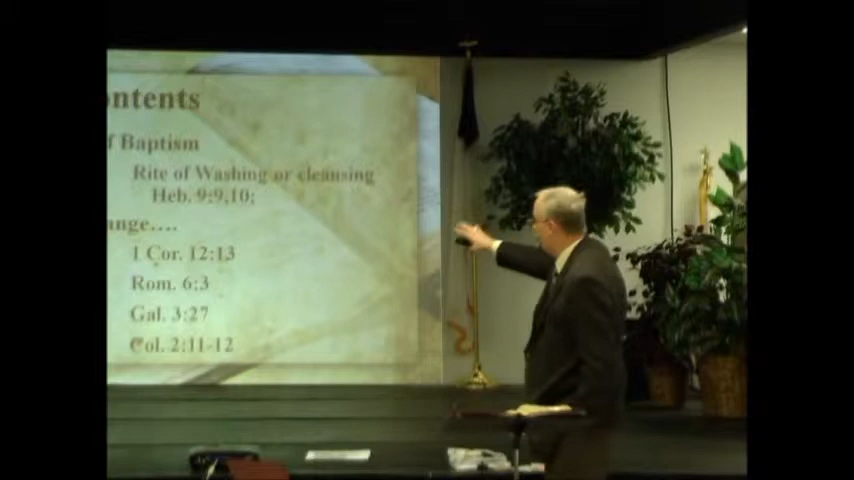 ontents
f Baptism
Rite of Washing or cleansing
Heb. 9:9,10;
ange....
1 Cor. 12:13
Rom. 6:3
Gal. 3:27
Col. 2:11-12